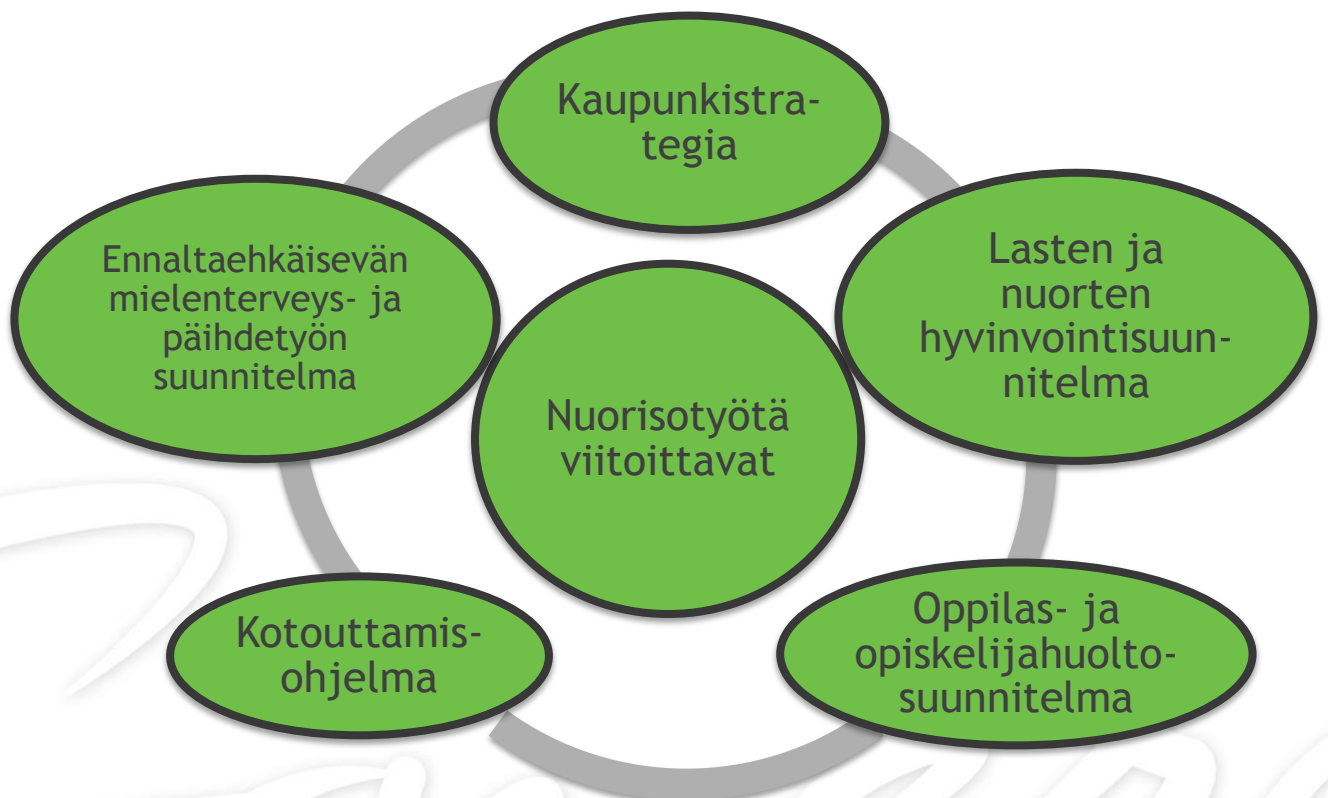 Kaupunkistra-
tegia
Lasten ja
nuorten
hyvinvointisuun-
nitelma
Oppilas- ja
opiskelijahuolto-
suunnitelma
Kotouttamis-
ohjelma
Ennaltaehkäisevän
mielenterveys- ja
päihdetyön
suunnitelma
Nuorisotyötä
viitoittavat